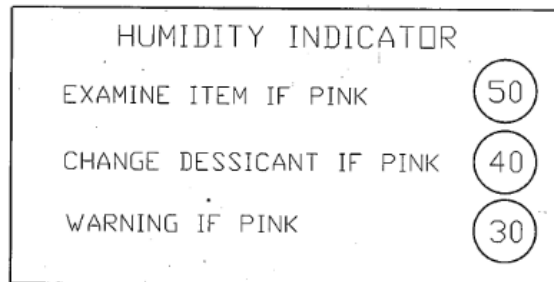 HUMIDITY INDICATOR
EXAMINE ITEM IF PINK 50
CHANGE DESSICANT IF PINK 40
WARNING IF PINK 30